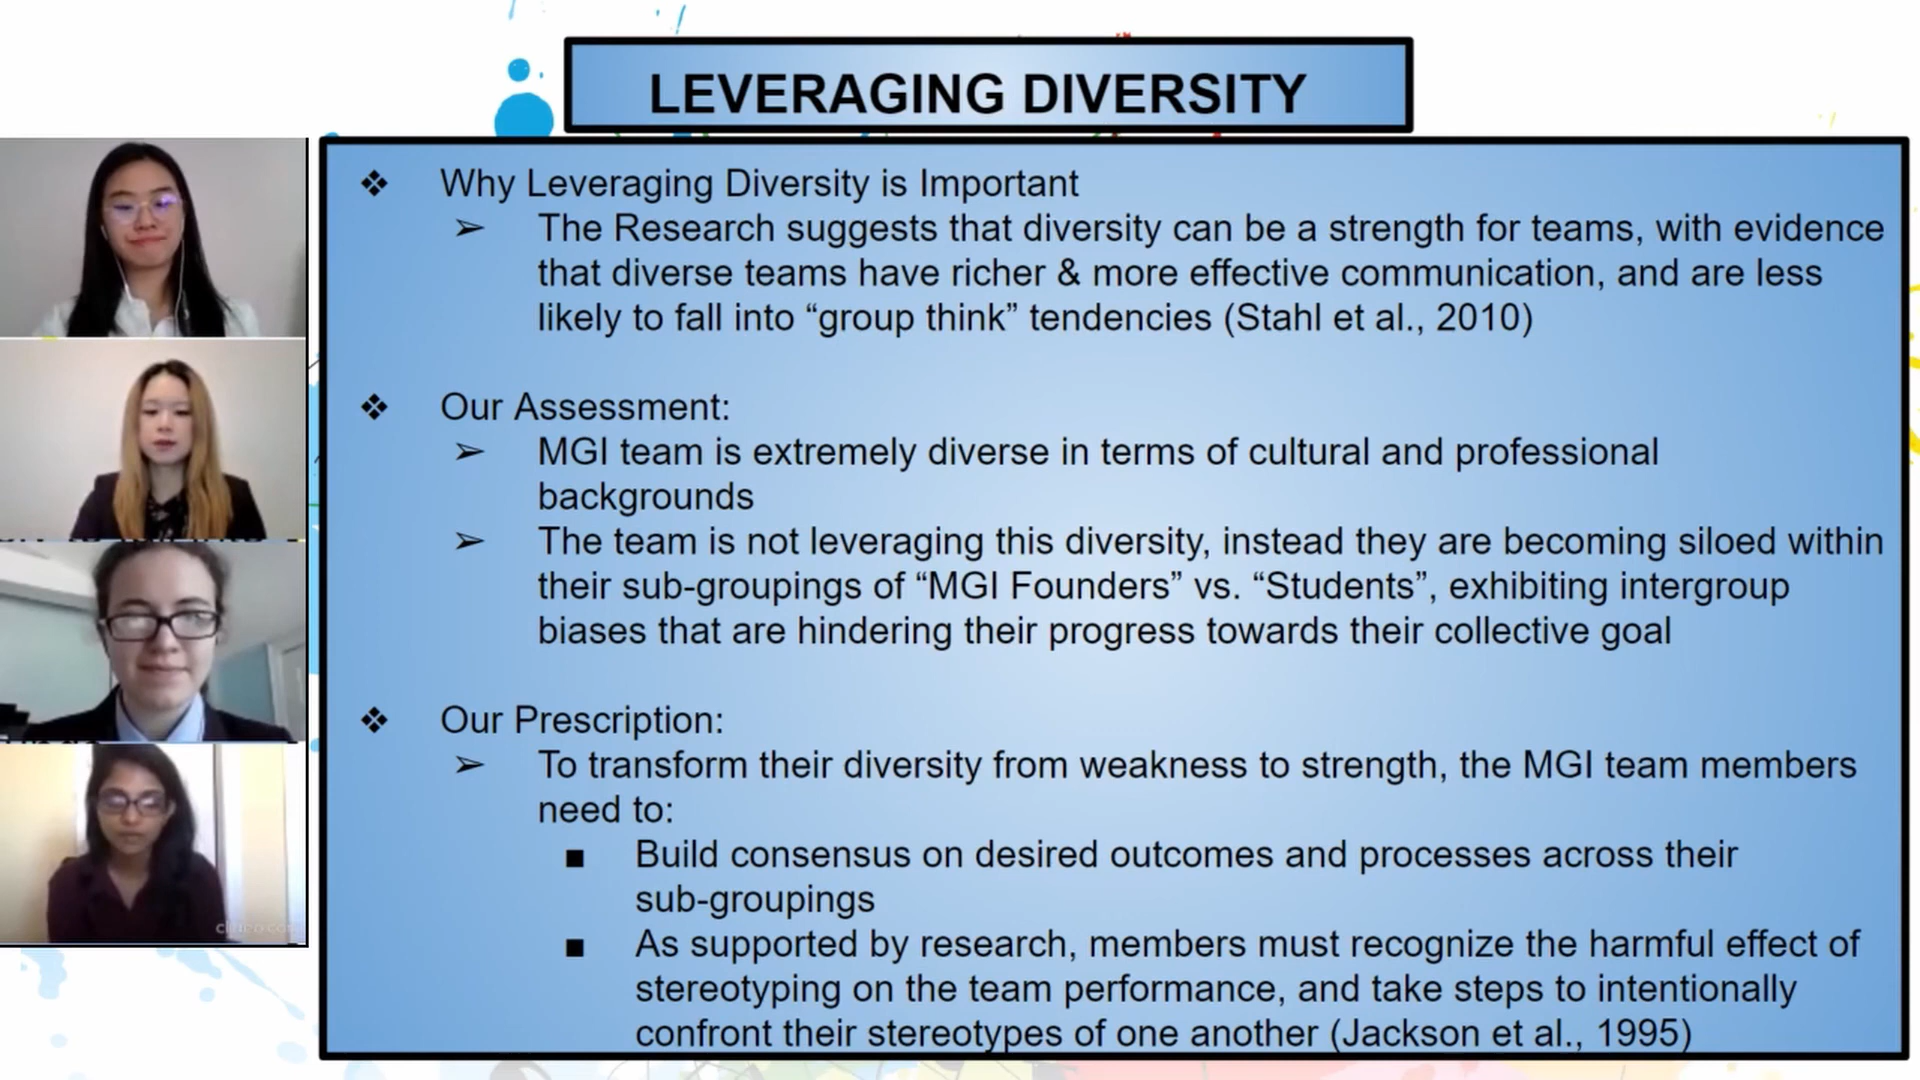 LEVERAGING DIVERSITY
❖ Why Leveraging Diversity is Important
➢ The Research suggests that diversity can be a strength for teams, with evidence
that diverse teams have richer & more effective communication, and are less
likely to fall into “group think” tendencies (Stahl et al., 2010)
❖ Our Assessment:
➢ MGI team is extremely diverse in terms of cultural and professional
backgrounds
➢ The team is not leveraging this diversity, instead they are becoming siloed within
their sub-groupings of “MGI Founders” vs. “Students”, exhibiting intergroup
biases that are hindering their progress towards their collective goal
❖ Our Prescription:
➢ To transform their diversity from weakness to strength, the MGI team members
need to:
■ Build consensus on desired outcomes and processes across their
sub-groupings
■ As supported by research, members must recognize the harmful effect of
stereotyping on the team performance, and take steps to intentionally
confront their stereotypes of one another (Jackson et al., 1995)